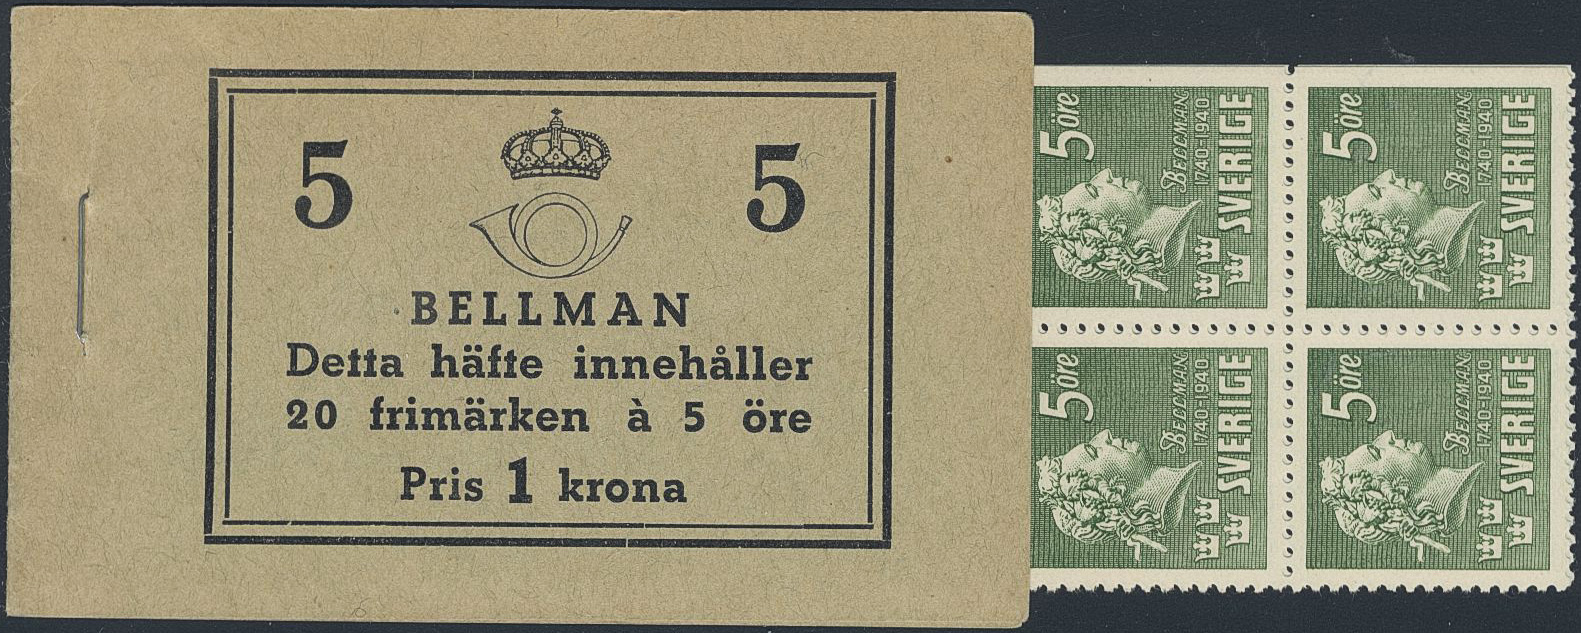 5 5
BELLMAN
Detta häfte innehåller
20 frimärken à 5 öre
Pris 1 krona
5 öre
BELLMAN
1740-1940
SVERIGE
5 öre
BELLMAN
1740-1940
SVERIGE
5 öre
BELLMAN
1740-1940
SVERIGE
5 öre
BELLMAN
1740-1940
SVERIGE